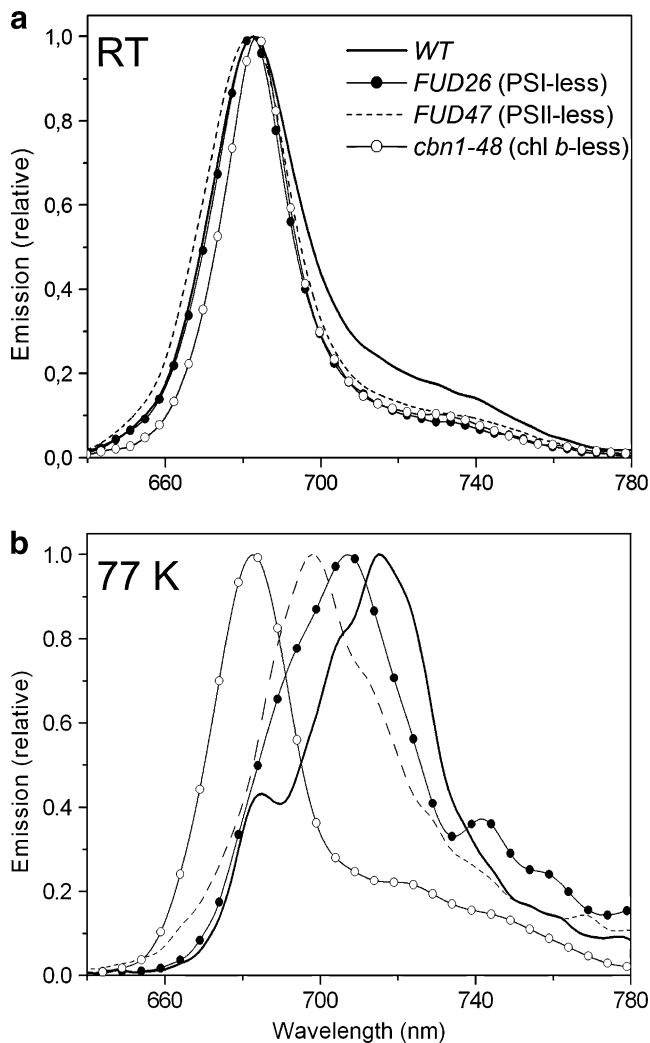 a
RT
WT
FUD26 (PSI-less)
FUD47 (PSII-less)
cbn1-48 (chl b-less)
Emission (relative)
1,0
0,8
0,6
0,4
0,2
0,0
660 700 740 780
b
77 K
Emission (relative)
1.0
0.8
0.6
0.4
0.2
0.0
660 700 740 780
Wavelength (nm)